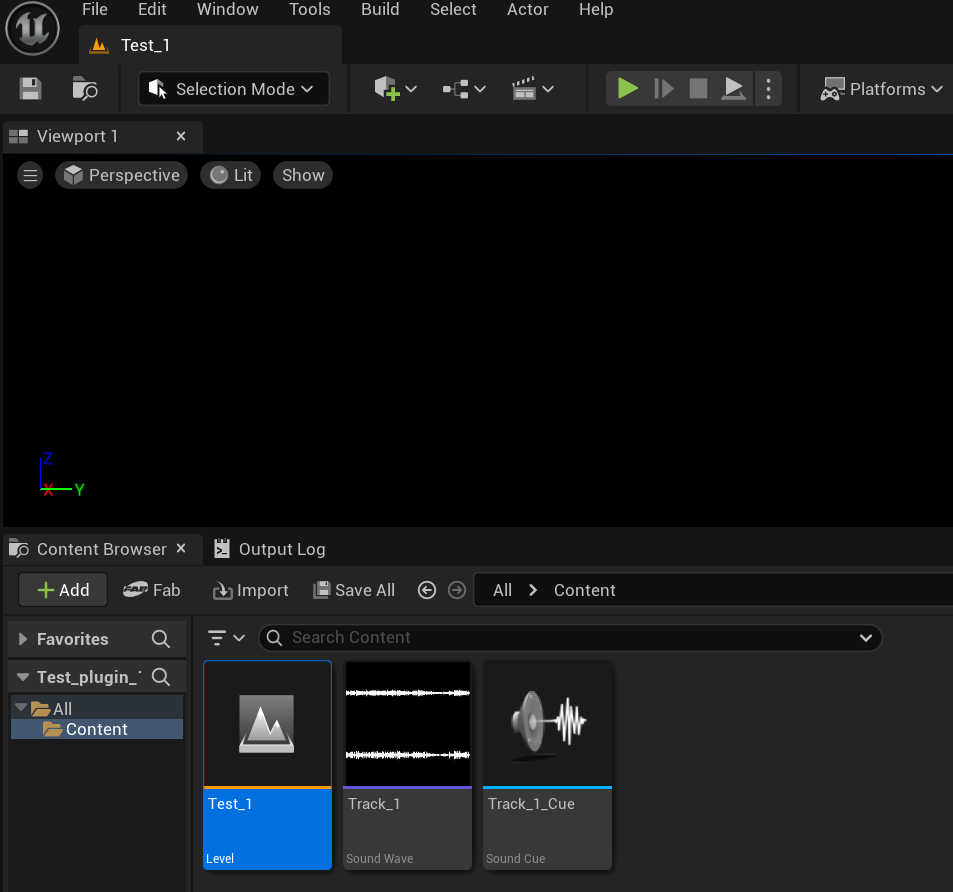 File Edit Window Tools Build Select Actor Help
Test_1
Selection Mode
Platforms
Viewport 1
Perspective Lit Show
Z
X Y
Content Browser Output Log
Add Fab Import Save All All Content
Favorites Search Content
Test_plugin_
All
Content
Test_1 Track_1 Track_1_Cue
Level Sound Wave Sound Cue